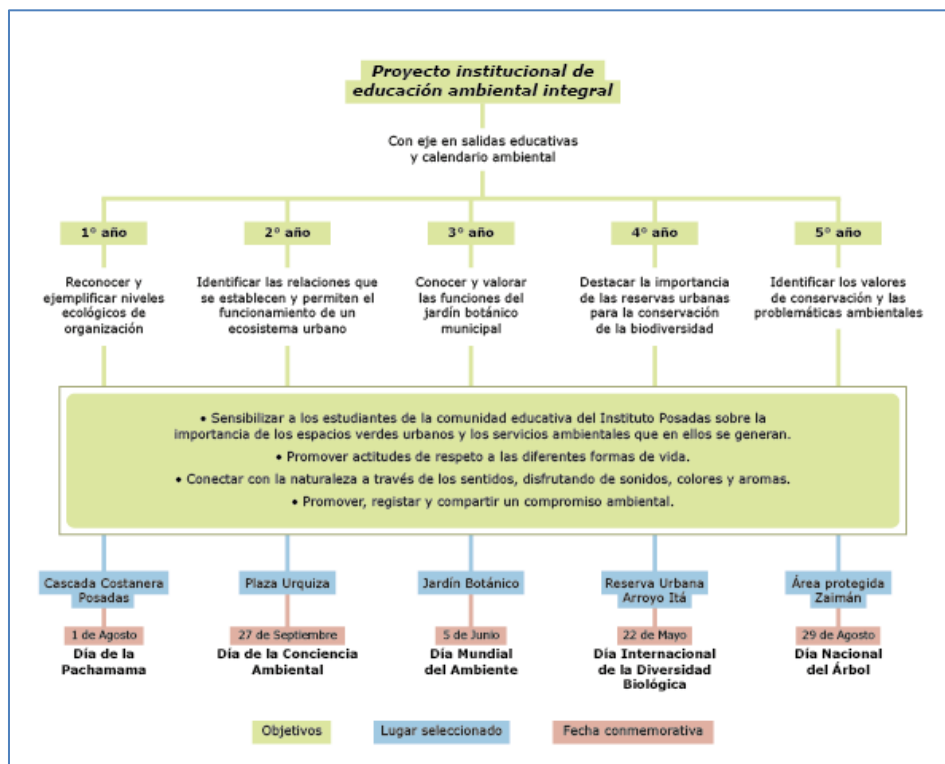 Proyecto institucional de
educación ambiental integral
Con eje en salidas educativas
y calendario ambiental
1° año
2° año
3° año
4° año
5° año
Reconocer y
ejemplificar niveles
ecológicos de
organización
Identificar las relaciones que
se establecen y permiten el
funcionamiento de un
ecosistema urbano
Conocer y valorar
las funciones del
jardín botánico
municipal
Destacar la importancia
de las reservas urbanas
para la conservación
de la biodiversidad
Identificar los valores
de conservación y las
problemáticas ambientales
• Sensibilizar a los estudiantes de la comunidad educativa del Instituto Posadas sobre la
importancia de los espacios verdes urbanos y los servicios ambientales que en ellos se generan.
• Promover actitudes de respeto a las diferentes formas de vida.
• Conectar con la naturaleza a través de los sentidos, disfrutando de sonidos, colores y aromas.
• Promover, registar y compartir un compromiso ambiental.
Cascada Costanera
Posadas
1 de Agosto
Día de la
Pachamama
Plaza Urquiza
27 de Septiembre
Día de la Conciencia
Ambiental
Jardín Botánico
5 de Junio
Día Mundial
del Ambiente
Reserva Urbana
Arroyo Itá
22 de Mayo
Día Internacional
de la Diversidad
Biológica
Área protegida
Zaimán
29 de Agosto
Día Nacional
del Árbol
Objetivos
Lugar seleccionado
Fecha conmemorativa